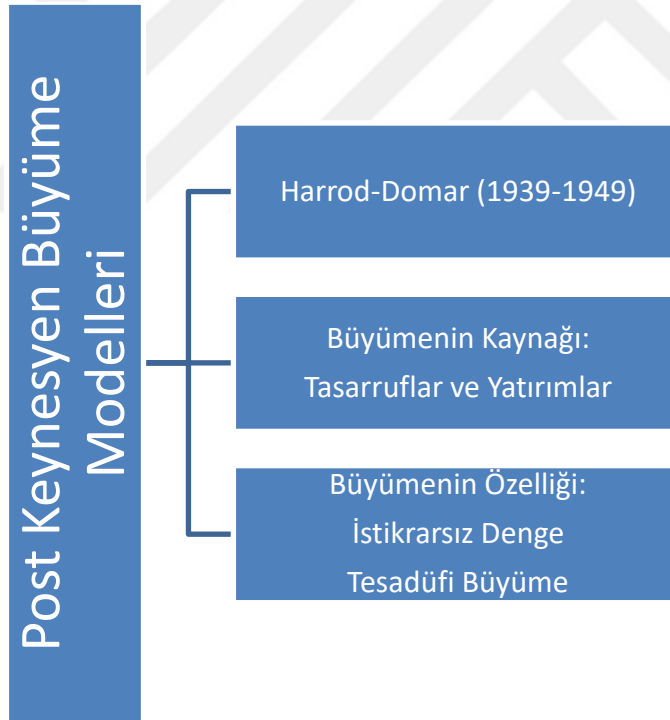 Post Keynesyen Büyüme
Modelleri
Harrod-Domar (1939-1949)
Büyümenin Kaynağı:
Tasarruflar ve Yatırımlar
Büyümenin Özelliği:
İstikrarsız Denge
Tesadüfi Büyüme